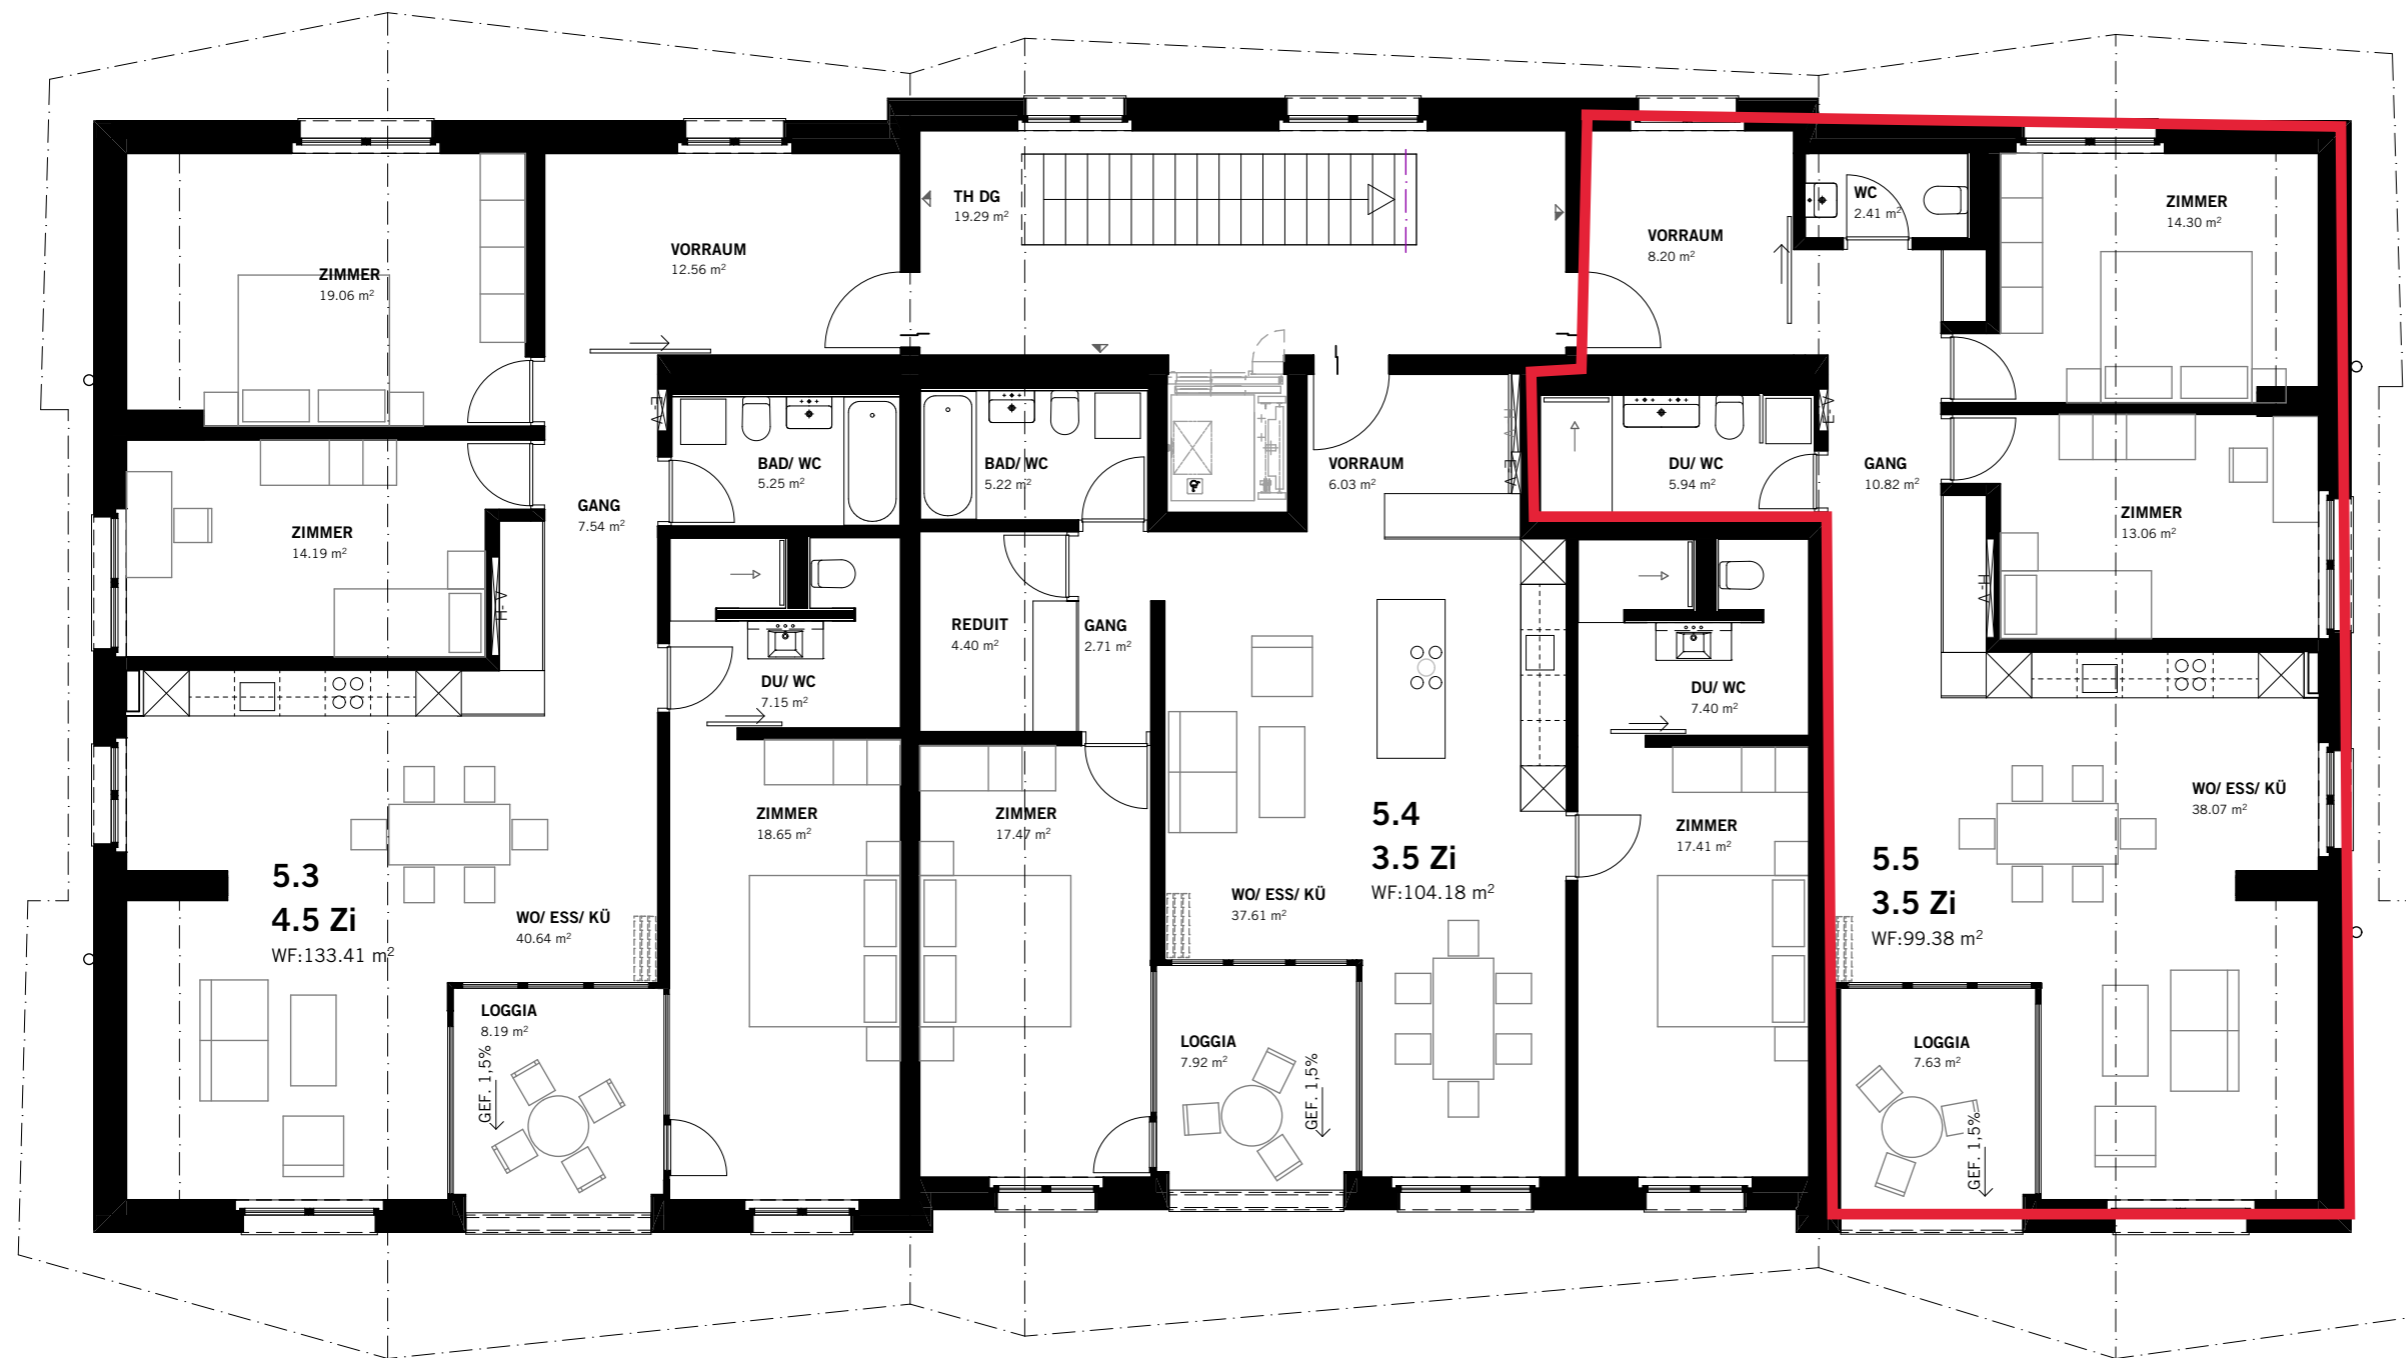 ZIMMER
19.06 m²
VORRAUM
12.56 m²
TH DG
19.29 m²
VORRAUM
8.20 m²
WC
2.41 m²
ZIMMER
14.30 m²
ZIMMER
14.19 m²
GANG
7.54 m²
E-A
BAD/ WC
5.25 m²
BAD/ WC
5.22 m²
VORRAUM
6.03 m²
DU/ WC
5.94 m²
GANG
10.82 m²
ZIMMER
13.06 m²
H-A
H-A
REDUIT
4.40 m²
GANG
2.71 m²
DU/ WC
7.15 m²
DU/ WC
7.40 m²
ZIMMER
18.65 m²
ZIMMER
17.47 m²
5.4
3.5 Zi
WF:104.18 m²
ZIMMER
17.41 m²
WO/ ESS/ KÜ
38.07 m²
5.3
4.5 Zi
WF:133.41 m²
WO/ ESS/ KÜ
40.64 m²
WO/ ESS/ KÜ
37.61 m²
5.5
3.5 Zi
WF:99.38 m²
LOGGIA
8.19 m²
GEF. 1,5%
LOGGIA
7.92 m²
GEF. 1,5%
LOGGIA
7.63 m²
GEF. 1,5%